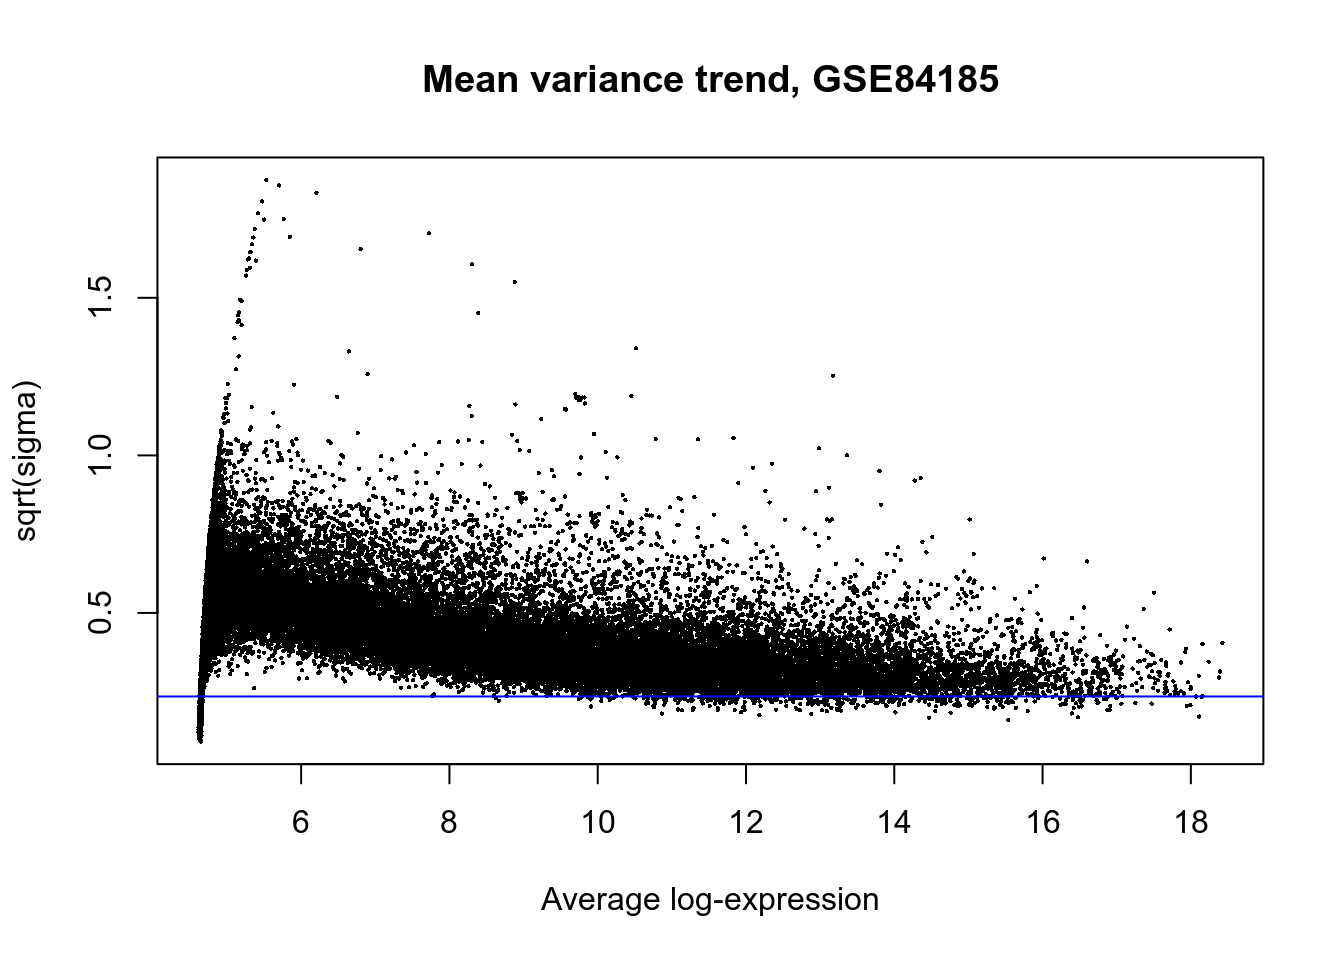 Mean variance trend, GSE84185
sqrt(sigma)
1.5
1.0
0.5
6 8 10 12 14 16 18
Average log-expression